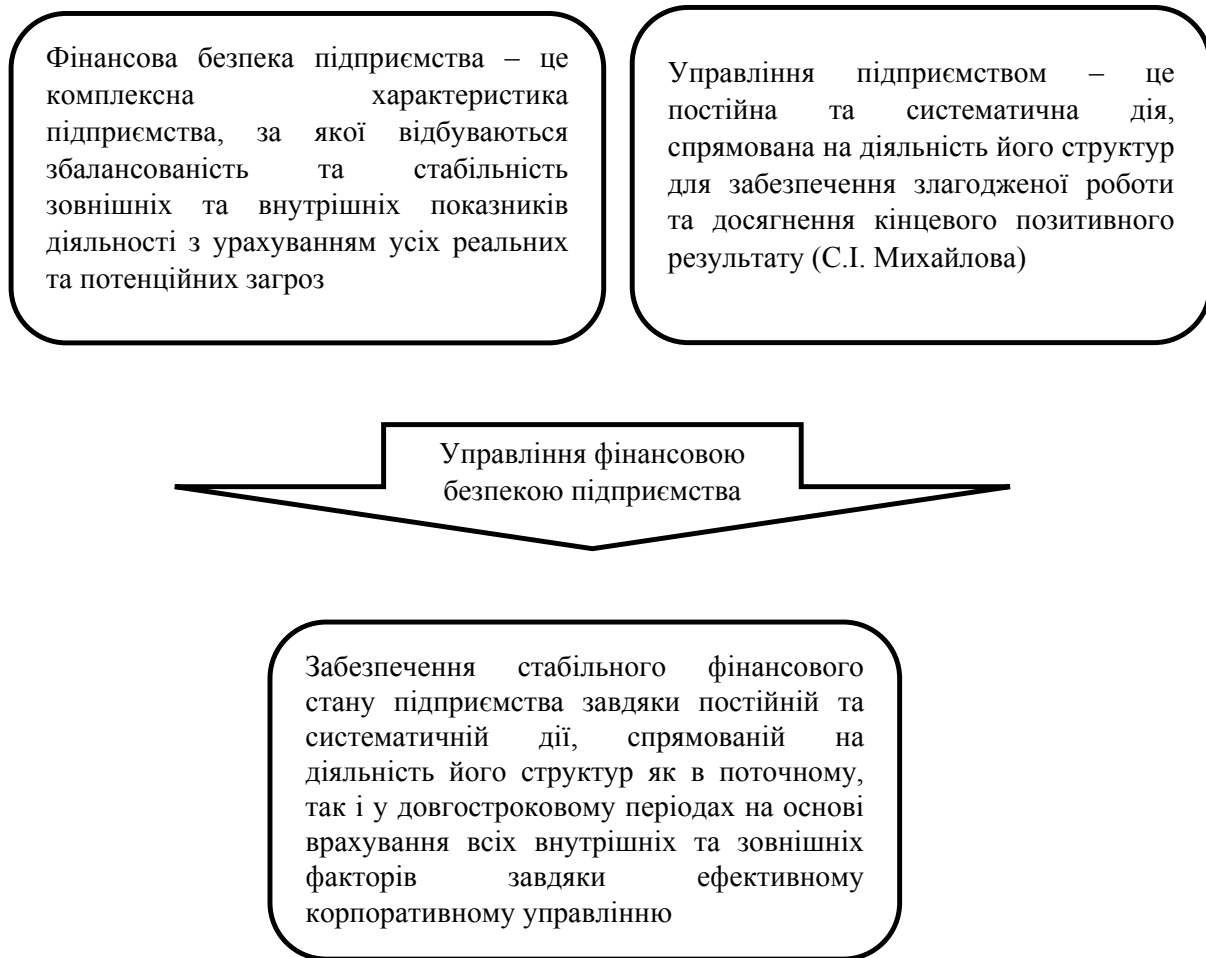 Фінансова безпека підприємства – це
комплексна характеристика
підприємства, за якої відбуваються
збалансованість та стабільність
зовнішніх та внутрішніх показників
діяльності з урахуванням усіх реальних
та потенційних загроз
Управління підприємством – це
постійна та систематична дія,
спрямована на діяльність його структур
для забезпечення злагодженої роботи
та досягнення кінцевого позитивного
результату (С.І. Михайлова)
Управління фінансовою
безпекою підприємства
Забезпечення стабільного фінансового
стану підприємства завдяки постійній та
систематичній дії, спрямованій на
діяльність його структур як в поточному,
так і у довгостроковому періодах на основі
врахування всіх внутрішніх та зовнішніх
факторів завдяки ефективному
корпоративному управлінню